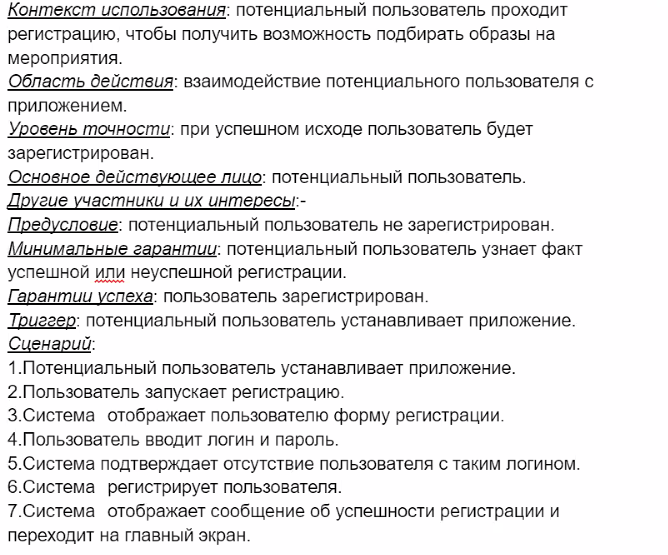 Контекст использования: потенциальный пользователь проходит
регистрацию, чтобы получить возможность подбирать образы на
мероприятия.
Область действия: взаимодействие потенциального пользователя с
приложением.
Уровень точности: при успешном исходе пользователь будет
зарегистрирован.
Основное действующее лицо: потенциальный пользователь.
Другие участники и их интересы:-
Предусловие: потенциальный пользователь не зарегистрирован.
Минимальные гарантии: потенциальный пользователь узнает факт
успешной или неуспешной регистрации.
Гарантии успеха: пользователь зарегистрирован.
Триггер: потенциальный пользователь устанавливает приложение.
Сценарий:
1.Потенциальный пользователь устанавливает приложение.
2.Пользователь запускает регистрацию.
3.Система отображает пользователю форму регистрации.
4.Пользователь вводит логин и пароль.
5.Система подтверждает отсутствие пользователя с таким логином.
6.Система регистрирует пользователя.
7.Система отображает сообщение об успешности регистрации и
переходит на главный экран.